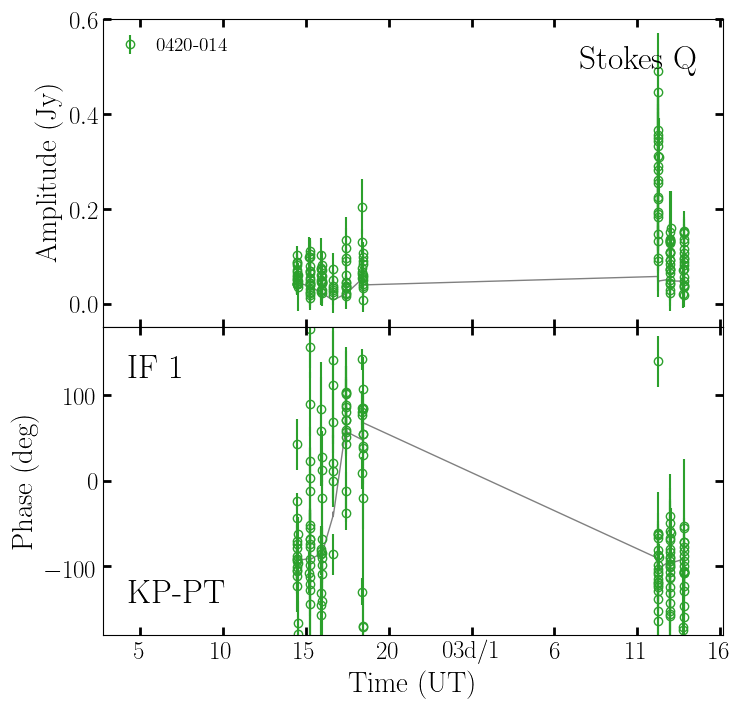 0.6
0420-014
Stokes Q
0.4
0.2
0.0
Amplitude (Jy)
IF 1
100
0
−100
Phase (deg)
KP-PT
5 10 15 20 03d/1 6 11 16
Time (UT)